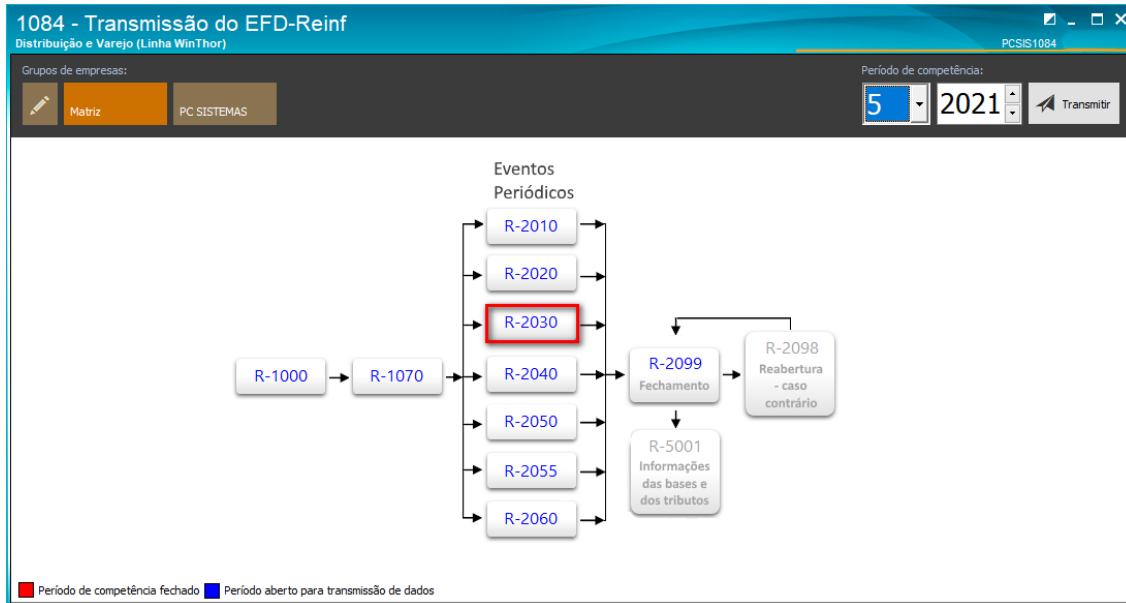 1084 - Transmissão do EFD-Reinf
Distribuição e Varejo (Linha WinThor)
PCSIS1084
Grupos de empresas:
Período de competência:
Matriz
PC SISTEMAS
5
2021
Transmitir
Eventos
Periódicos
R-2010
R-2020
R-2030
R-2040
R-2050
R-2055
R-2060
R-1000
R-1070
R-2099
Fechamento
R-2098
Reabertura
- caso
contrário
R-5001
Informações
das bases e
dos tributos
Período de competência fechado
Período aberto para transmissão de dados